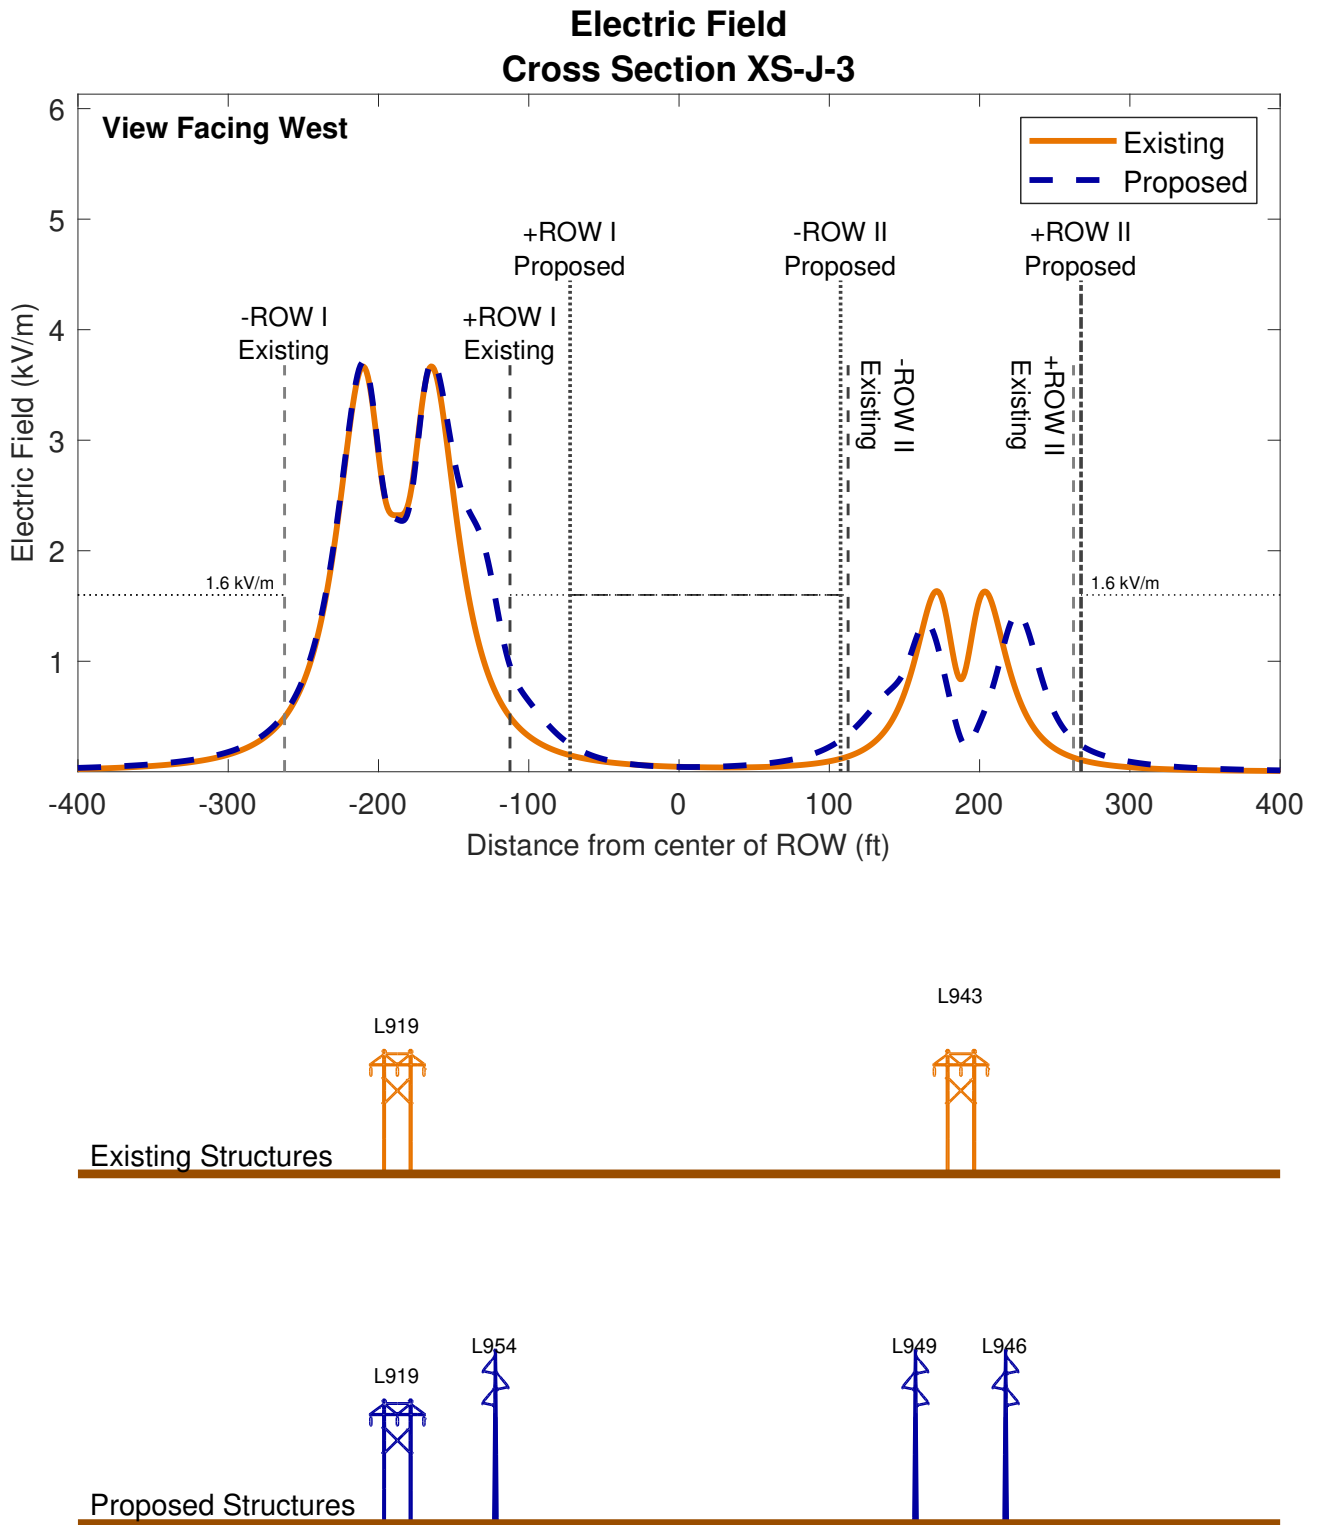 Electric Field
Cross Section XS-J-3
View Facing West
Existing
Proposed
+ROW I
Proposed
-ROW II
Proposed
+ROW II
Proposed
-ROW I
Existing
+ROW I
Existing
-ROW II
Existing
+ROW II
Existing
1.6 kV/m
1.6 kV/m
6
5
4
3
2
1
Electric Field (kV/m)
-400
-300
-200
-100
0
100
200
300
400
Distance from center of ROW (ft)
L919
L943
Existing Structures
L919
L954
L949
L946
Proposed Structures